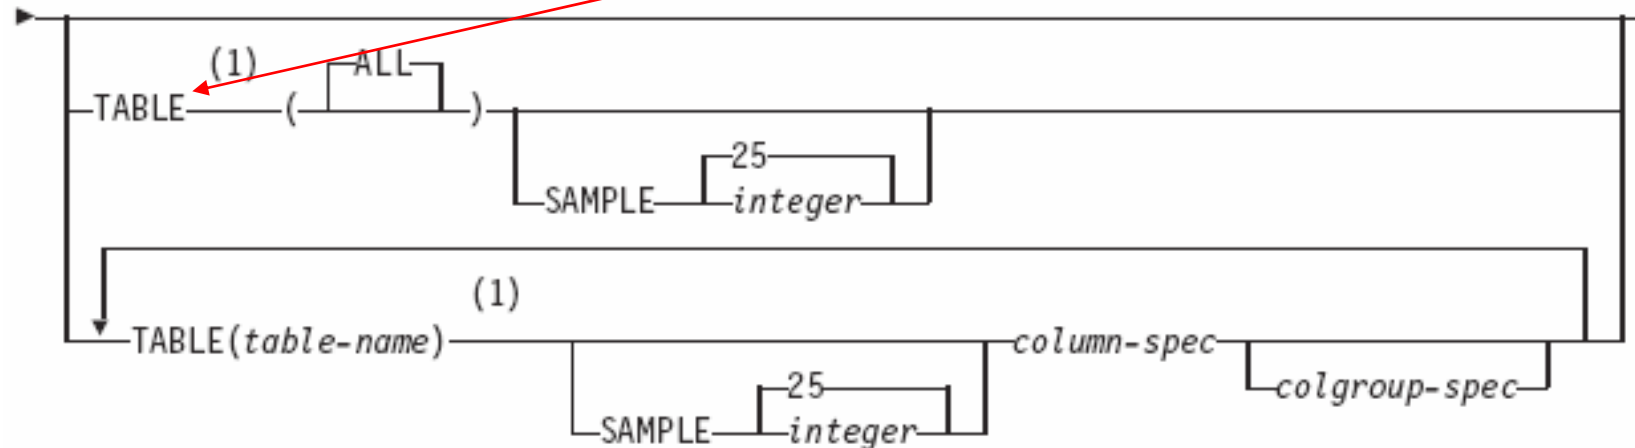 (1) ALL
TABLE ( )
25
SAMPLE integer
(1)
TABLE(table-name) column-spec
25 colgroup-spec
SAMPLE integer